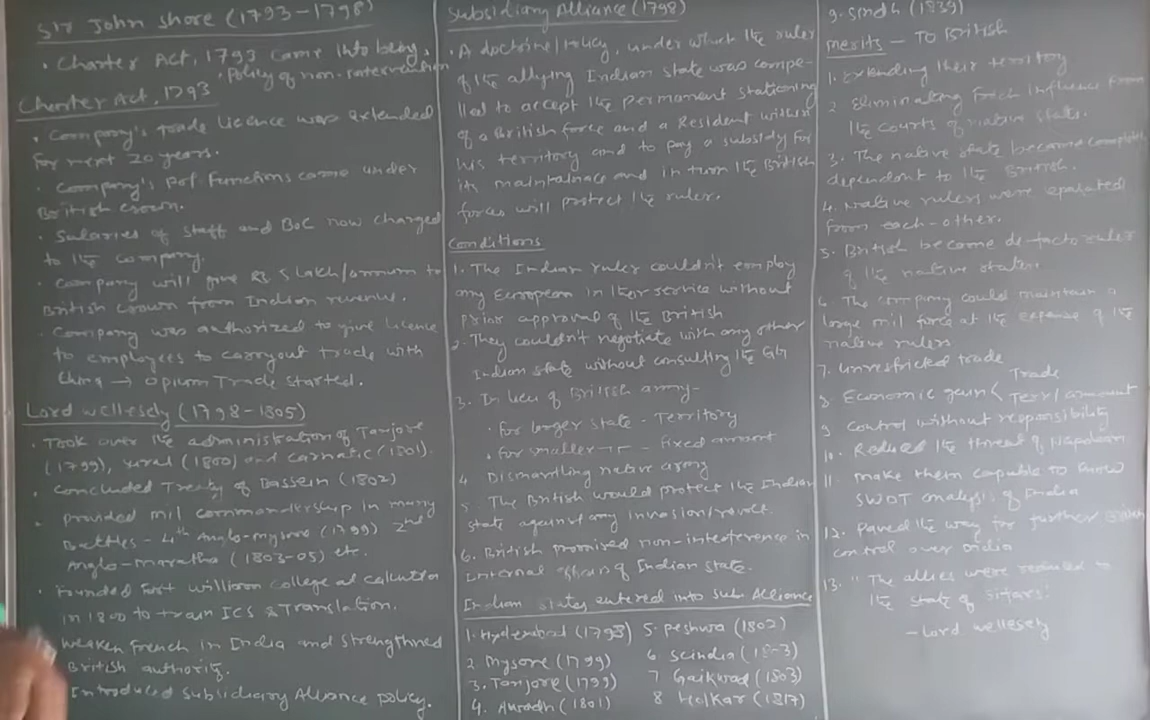 Sir John Shore (1793-1798)
. Charter Act, 1793 came into being.
. Policy of non-intervention
Charter Act, 1793
. Company's trade Licence was extended
for next 20 years.
. Company's Pol. Functions came under
British crown.
. Salaries of staff and BoC now charged
to the company.
. Company will give Rs 5 Lakh/annum to
British crown from Indian revenue.
. Company was authorized to give Licence
to employees to carryout trade with
China → Opium Trade started.
Lord Wellesely (1798-1805)
. Took over the administration of Tanjore
(1799), Surat (1800) and Carnatic (1801).
. Concluded Treaty of Bassein (1802)
. Provided mil commandership in many
Battles - 4th Anglo-Mysore (1799) 2nd
Anglo-Maratha (1803-05) etc.
. Founded Fort William College at Calcutta
in 1800 to train ICS & Translation.
Weaken French in India and strengthned
British authority.
Introduced subsidiary Alliance policy.
Subsidiary Alliance (1798)
. A doctrine/Policy, under which the ruler
of the allying Indian state was compe-
lled to accept the permanent stationing
of a British force and a Resident within
his territory and to pay a subsidy for
its maintainace and in turn the British
forces will protect the ruler.
Conditions
1. The Indian ruler couldn't employ
any European in their service without
prior approval of the British
2. They couldn't negotiate with any other
Indian state without consulting the GG
3. In lieu of British army-
. For larger state - Territory
. For smaller -"- - Fixed amount
4. Dismantling native army
5. The British would protect the Indian
state against any invasion/revolt.
6. British promised non-inteference in
internal affairs of Indian state.
Indian states entered into Sub Alliance
1. Hyderabad (1798) 5. Peshwa (1802)
2 Mysore (1799) 6 Scindia (1803)
3. Tanjore (1799) 7 Gaikwad (1803)
4. Awadh (1801) 8 Holkar (1817)
9. Sindh (1839)
Merits - To British
1. Extending their territory
2 Eliminating French influence from
the courts of native state.
3. The native state became completely
dependent to the British.
4. Native rulers were eparated
from each-other.
5. British become de-facto ruler
of the native state.
6. The company could maintain a
large mil force at the expense of the
native rulers
7. Unrestricted trade
8 Economic gain < Trade
Terr/amount
9 Control without responsibility
10. Reduced the threat of Napoleon
11. make them capable to know
SWOT analysis of India
12. Paved the way for further British
control over India
13. "The allies were reduced to
the state of
- Lord Wellesely